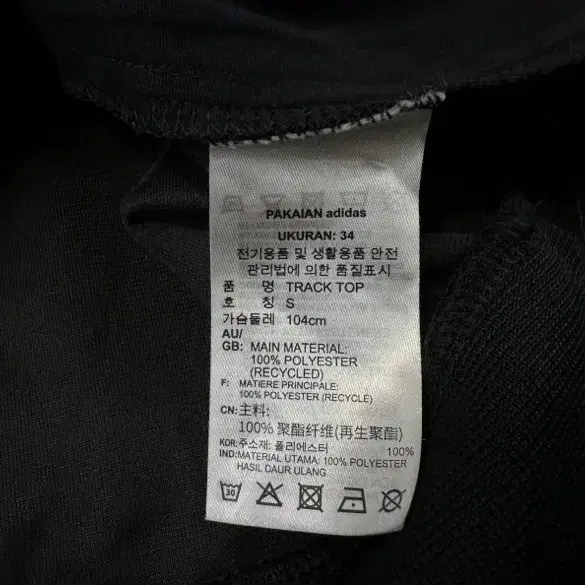 PAKAIAN adidas
UKURAN: 34
전기용품 및 생활용품 안전
관리법에 의한 품질표시
품 명 TRACK TOP
호 칭 S
가슴둘레 104cm
AU/
GB: MAIN MATERIAL:
100% POLYESTER
(RECYCLED)
F: MATIERE PRINCIPALE:
100% POLYESTER (RECYCLE)
CN:主料:
100% 聚酯纤维(再生聚酯)
KOR:주소재: 폴리에스터 100%
IND:MATERIAL UTAMA: 100% POLYESTER
HASIL DAUR ULANG
30